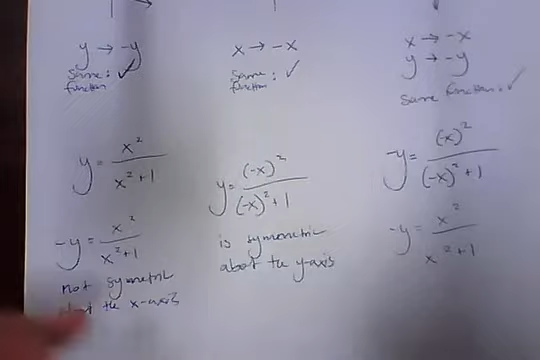 y → -y
same : ✓
function
y = x² / x² + 1
-y = x² / x² + 1
not symmetric
about the x-axis
x → -x
same : ✓
function
y = (-x)² / (-x)² + 1
is symmetric
about the y-axis
x → -x
y → -y
same function: ✓
-y = (-x)² / (-x)² + 1
-y = x² / x² + 1